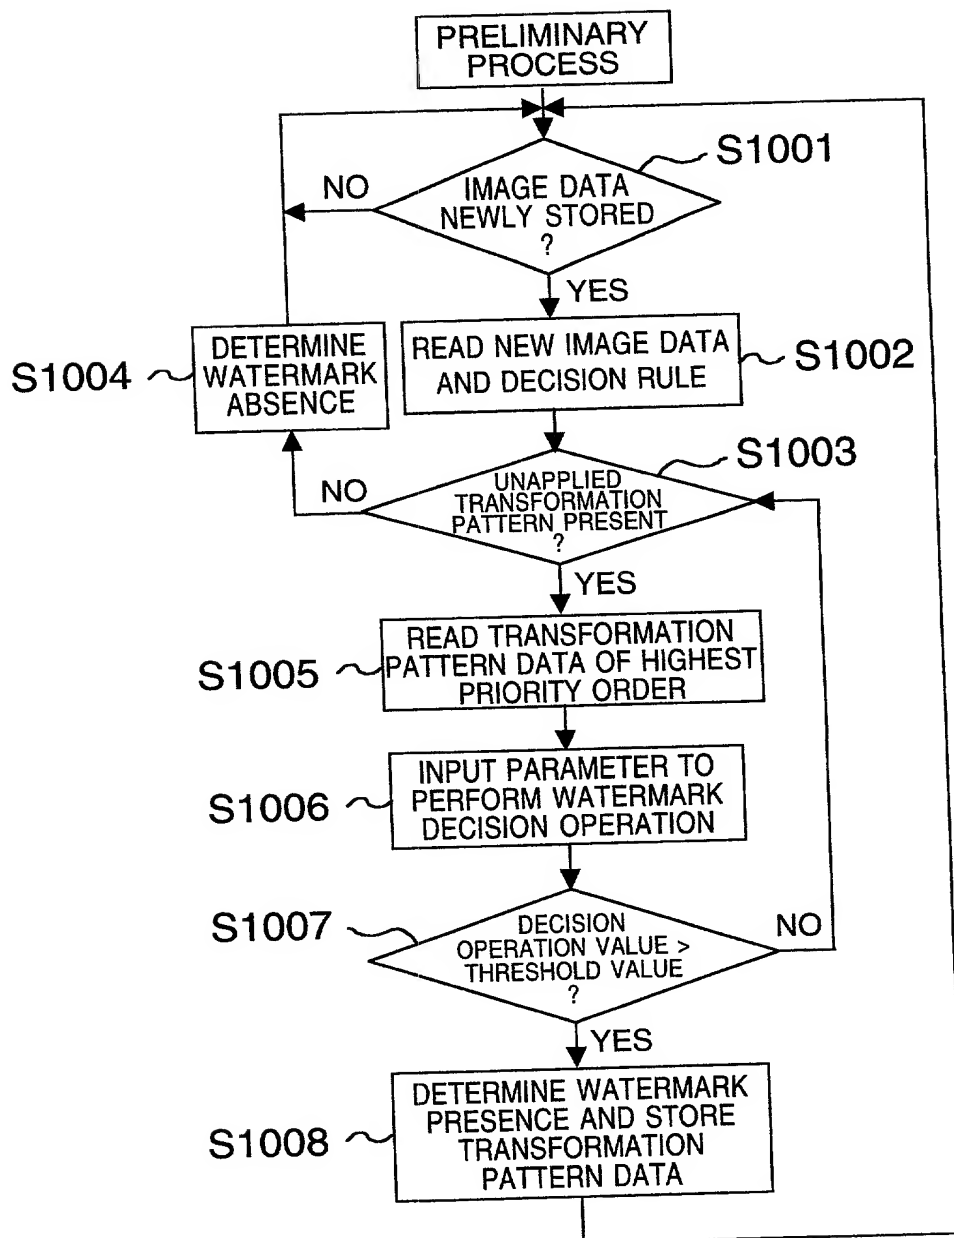 PRELIMINARY
PROCESS
S1001
NO
IMAGE DATA
NEWLY STORED
?
YES
S1004
DETERMINE
WATERMARK
ABSENCE
READ NEW IMAGE DATA
AND DECISION RULE
S1002
S1003
NO
UNAPPLIED
TRANSFORMATION
PATTERN PRESENT
?
YES
S1005
READ TRANSFORMATION
PATTERN DATA OF HIGHEST
PRIORITY ORDER
S1006
INPUT PARAMETER TO
PERFORM WATERMARK
DECISION OPERATION
S1007
DECISION
OPERATION VALUE >
THRESHOLD VALUE
?
NO
YES
S1008
DETERMINE WATERMARK
PRESENCE AND STORE
TRANSFORMATION
PATTERN DATA